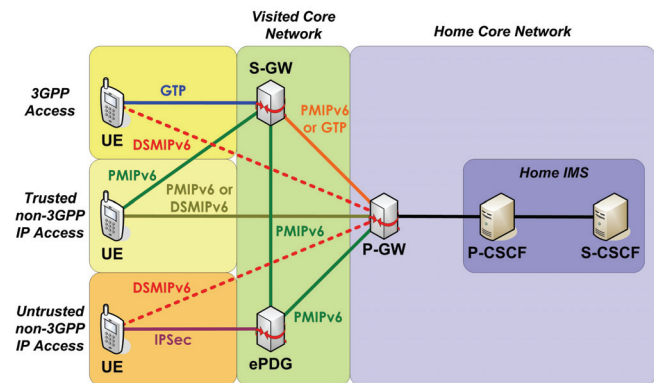 Visited Core
Network
Home Core Network
3GPP
Access
S-GW
GTP
UE
DSMIPv6
PMIPv6
or GTP
PMIPv6
Trusted
non-3GPP
IP Access
PMIPv6 or
DSMIPv6
UE
Home IMS
PMIPv6
P-GW
P-CSCF
S-CSCF
Untrusted
non-3GPP
IP Access
DSMIPv6
PMIPv6
IPSec
UE
ePDG